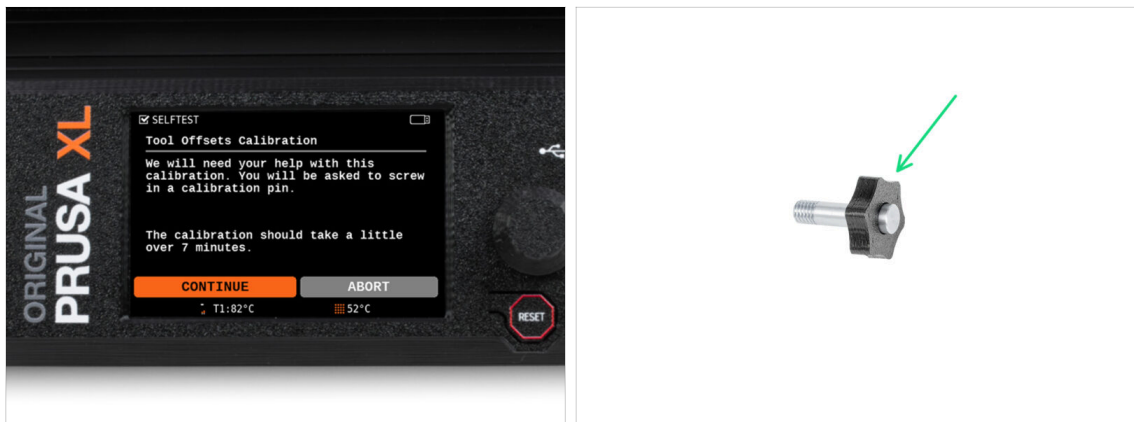 ORIGINAL
PRUSA XL
SELFTEST
Tool Offsets Calibration
We will need your help with this
calibration. You will be asked to screw
in a calibration pin.
The calibration should take a little
over 7 minutes.
CONTINUE
ABORT
T1:82°C
52°C
RESET